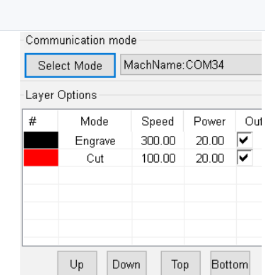 Communication mode
Select Mode MachName:COM34
Layer Options
# Mode Speed Power Out
Engrave 300.00 20.00
Cut 100.00 20.00
Up Down Top Bottom